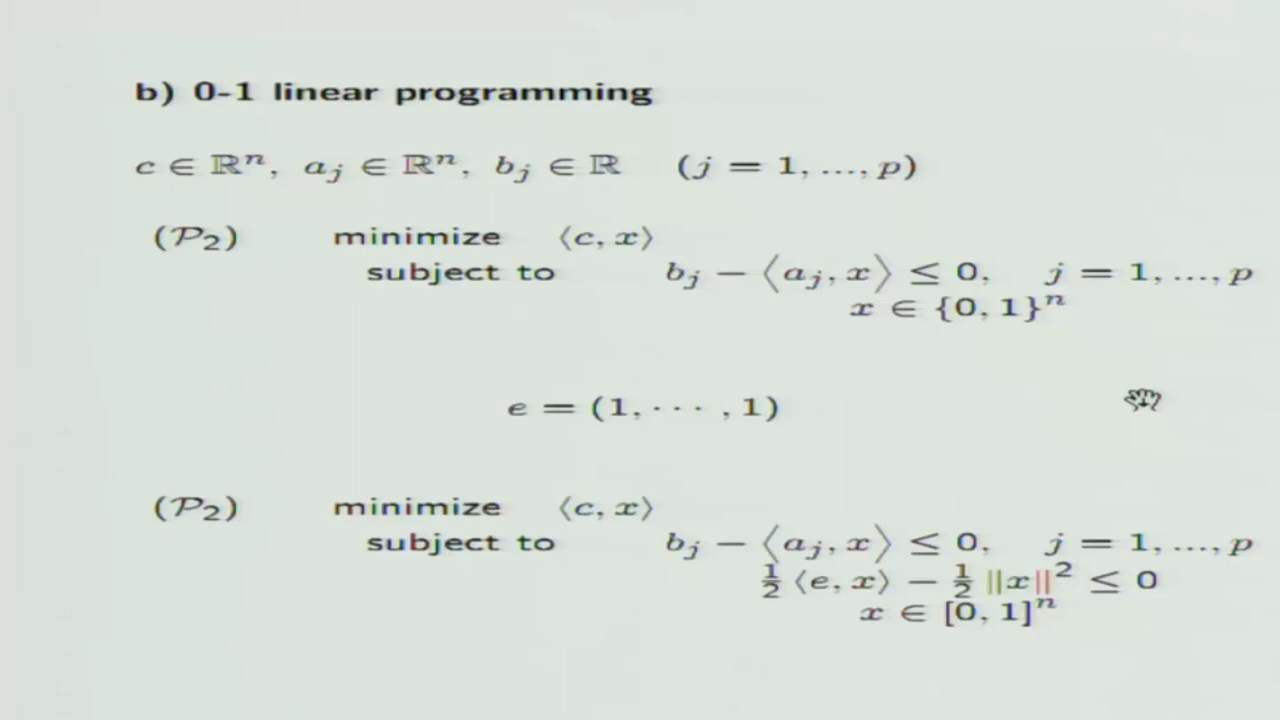 b) 0-1 linear programming
c ∈ ℝⁿ, aⱼ ∈ ℝⁿ, bⱼ ∈ ℝ (j = 1, ..., p)
(𝒫₂) minimize ⟨c, x⟩
subject to bⱼ − ⟨aⱼ, x⟩ ≤ 0, j = 1, ..., p
x ∈ {0, 1}ⁿ
e = (1, ⋯ , 1)
(𝒫₂) minimize ⟨c, x⟩
subject to bⱼ − ⟨aⱼ, x⟩ ≤ 0, j = 1, ..., p
½ ⟨e, x⟩ − ½ ||x||² ≤ 0
x ∈ [0, 1]ⁿ